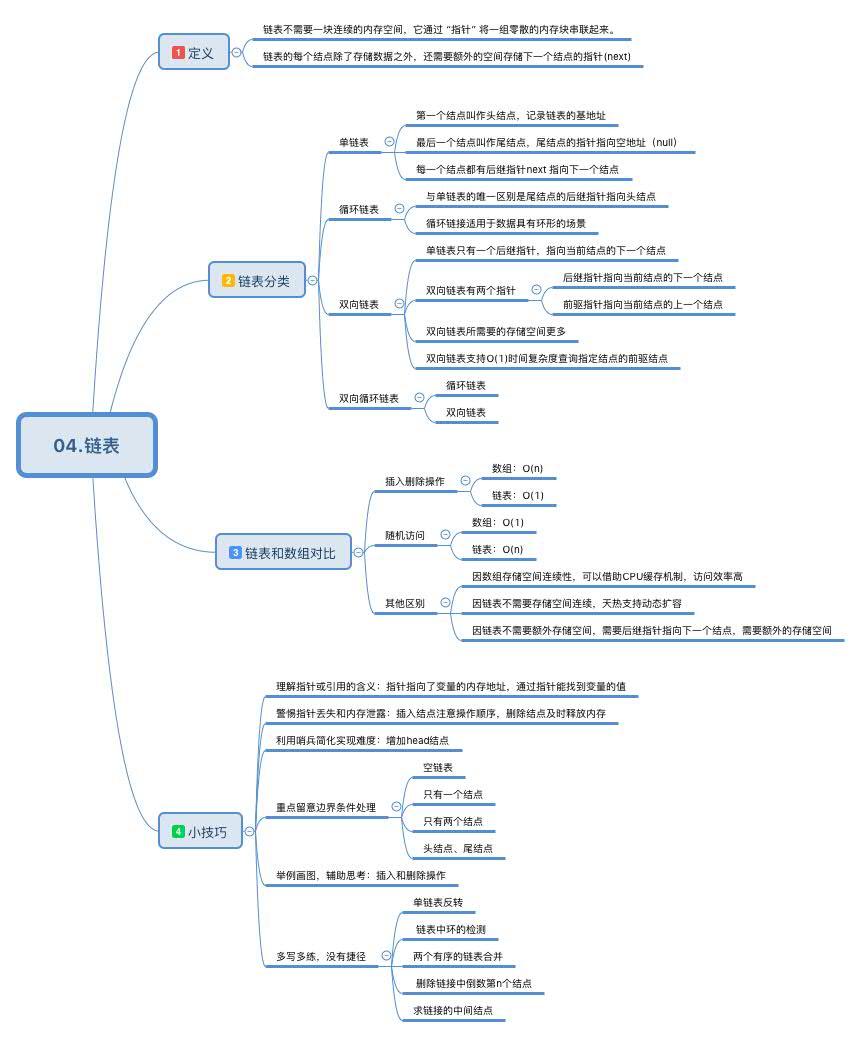 04.链表
1 定义
链表不需要一块连续的内存空间，它通过 “指针” 将一组零散的内存块串联起来。
链表的每个结点除了存储数据之外，还需要额外的空间存储下一个结点的指针(next)
2 链表分类
单链表
第一个结点叫作头结点，记录链表的基地址
最后一个结点叫作尾结点，尾结点的指针指向空地址（null）
每一个结点都有后继指针next 指向下一个结点
循环链表
与单链表的唯一区别是尾结点的后继指针指向头结点
循环链接适用于数据具有环形的场景
双向链表
单链表只有一个后继指针，指向当前结点的下一个结点
双向链表有两个指针
后继指针指向当前结点的下一个结点
前驱指针指向当前结点的上一个结点
双向链表所需要的存储空间更多
双向链表支持O(1)时间复杂度查询指定结点的前驱结点
双向循环链表
循环链表
双向链表
3 链表和数组对比
插入删除操作
数组：O(n)
链表：O(1)
随机访问
数组：O(1)
链表：O(n)
其他区别
因数组存储空间连续性，可以借助CPU缓存机制，访问效率高
因链表不需要存储空间连续，天热支持动态扩容
因链表不需要额外存储空间，需要后继指针指向下一个结点，需要额外的存储空间
4 小技巧
理解指针或引用的含义：指针指向了变量的内存地址，通过指针能找到变量的值
警惕指针丢失和内存泄露：插入结点注意操作顺序，删除结点及时释放内存
利用哨兵简化实现难度：增加head结点
重点留意边界条件处理
空链表
只有一个结点
只有两个结点
头结点、尾结点
举例画图，辅助思考：插入和删除操作
多写多练，没有捷径
单链表反转
链表中环的检测
两个有序的链表合并
删除链接中倒数第n个结点
求链接的中间结点